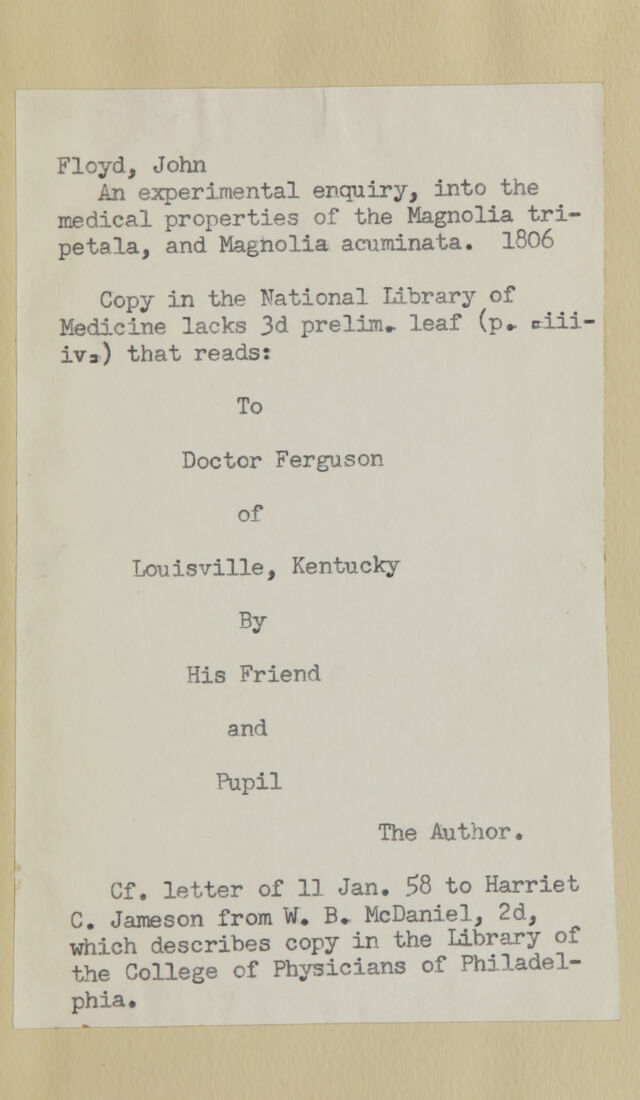 Floyd, John
An experimental enquiry, into the
medical properties of the Magnolia tri-
petala, and Magnolia acuminata. 1806
Copy in the National Library of
Medicine lacks 3d prelim. leaf (p. iii-
iv.) that reads:
To
Doctor Ferguson
of
Louisville, Kentucky
By
His Friend
and
Pupil
The Author.
Cf. letter of 11 Jan. 58 to Harriet
C. Jameson from W. B. McDaniel, 2d,
which describes copy in the Library of
the College of Physicians of Philadel-
phia.